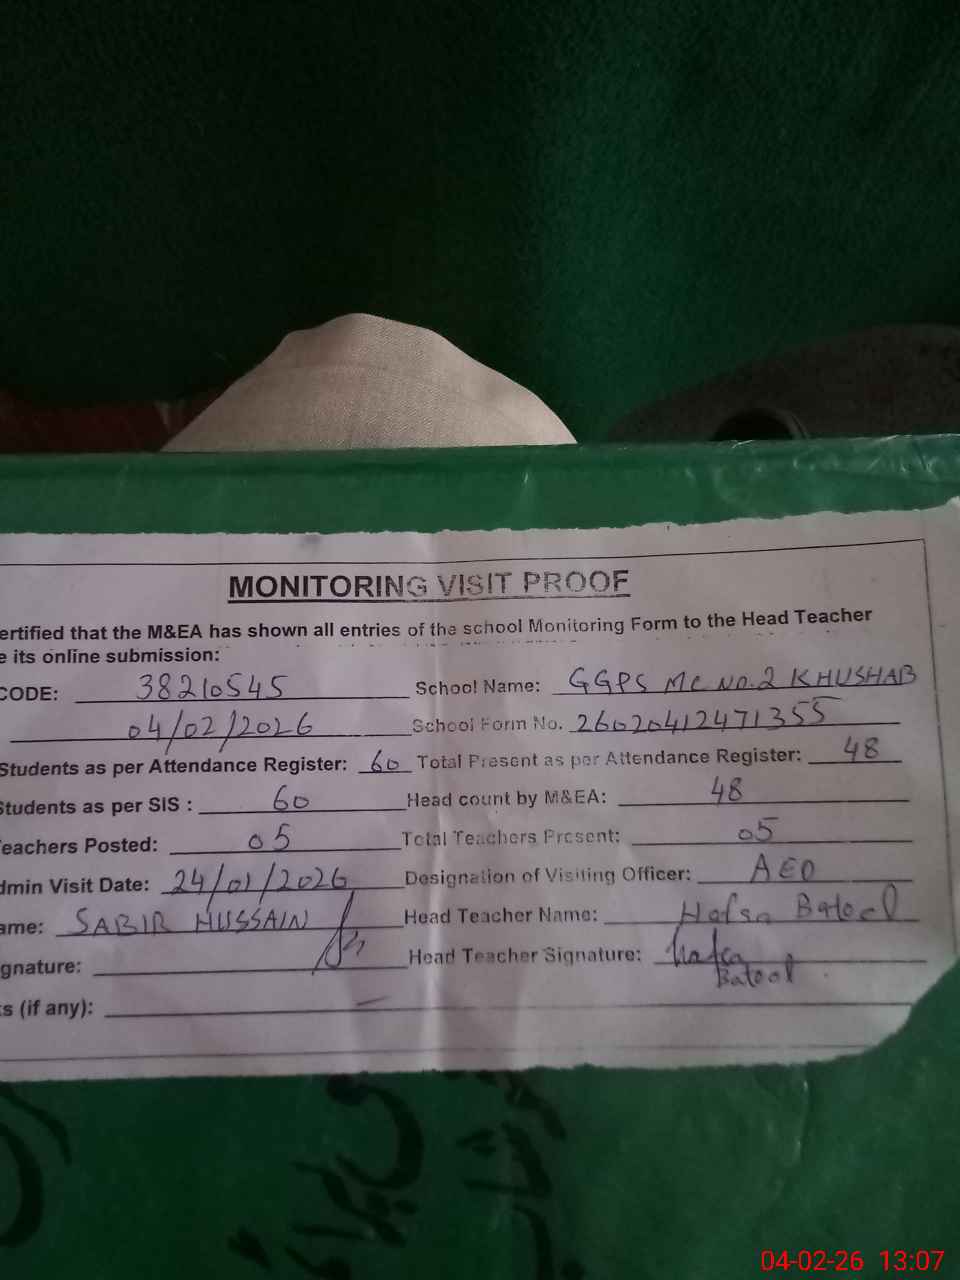 MONITORING VISIT PROOF
ertified that the M&EA has shown all entries of the school Monitoring Form to the Head Teacher
e its online submission:
CODE: 38210545 School Name: GGPS MC NO.2 KHUSHAB
04/02/2026 School Form No. 26020412471355
Students as per Attendance Register: 60 Total Present as per Attendance Register: 48
Students as per SIS : 60 Head count by M&EA: 48
eachers Posted: 05 Total Teachers Present: 05
dmin Visit Date: 24/01/2026 Designation of Visiting Officer: AEO
ame: SABIR HUSSAIN Head Teacher Name: Hafsa Batool
gnature: Head Teacher Signature: Hafsa
Batool
s (if any): —
04-02-26 13:07